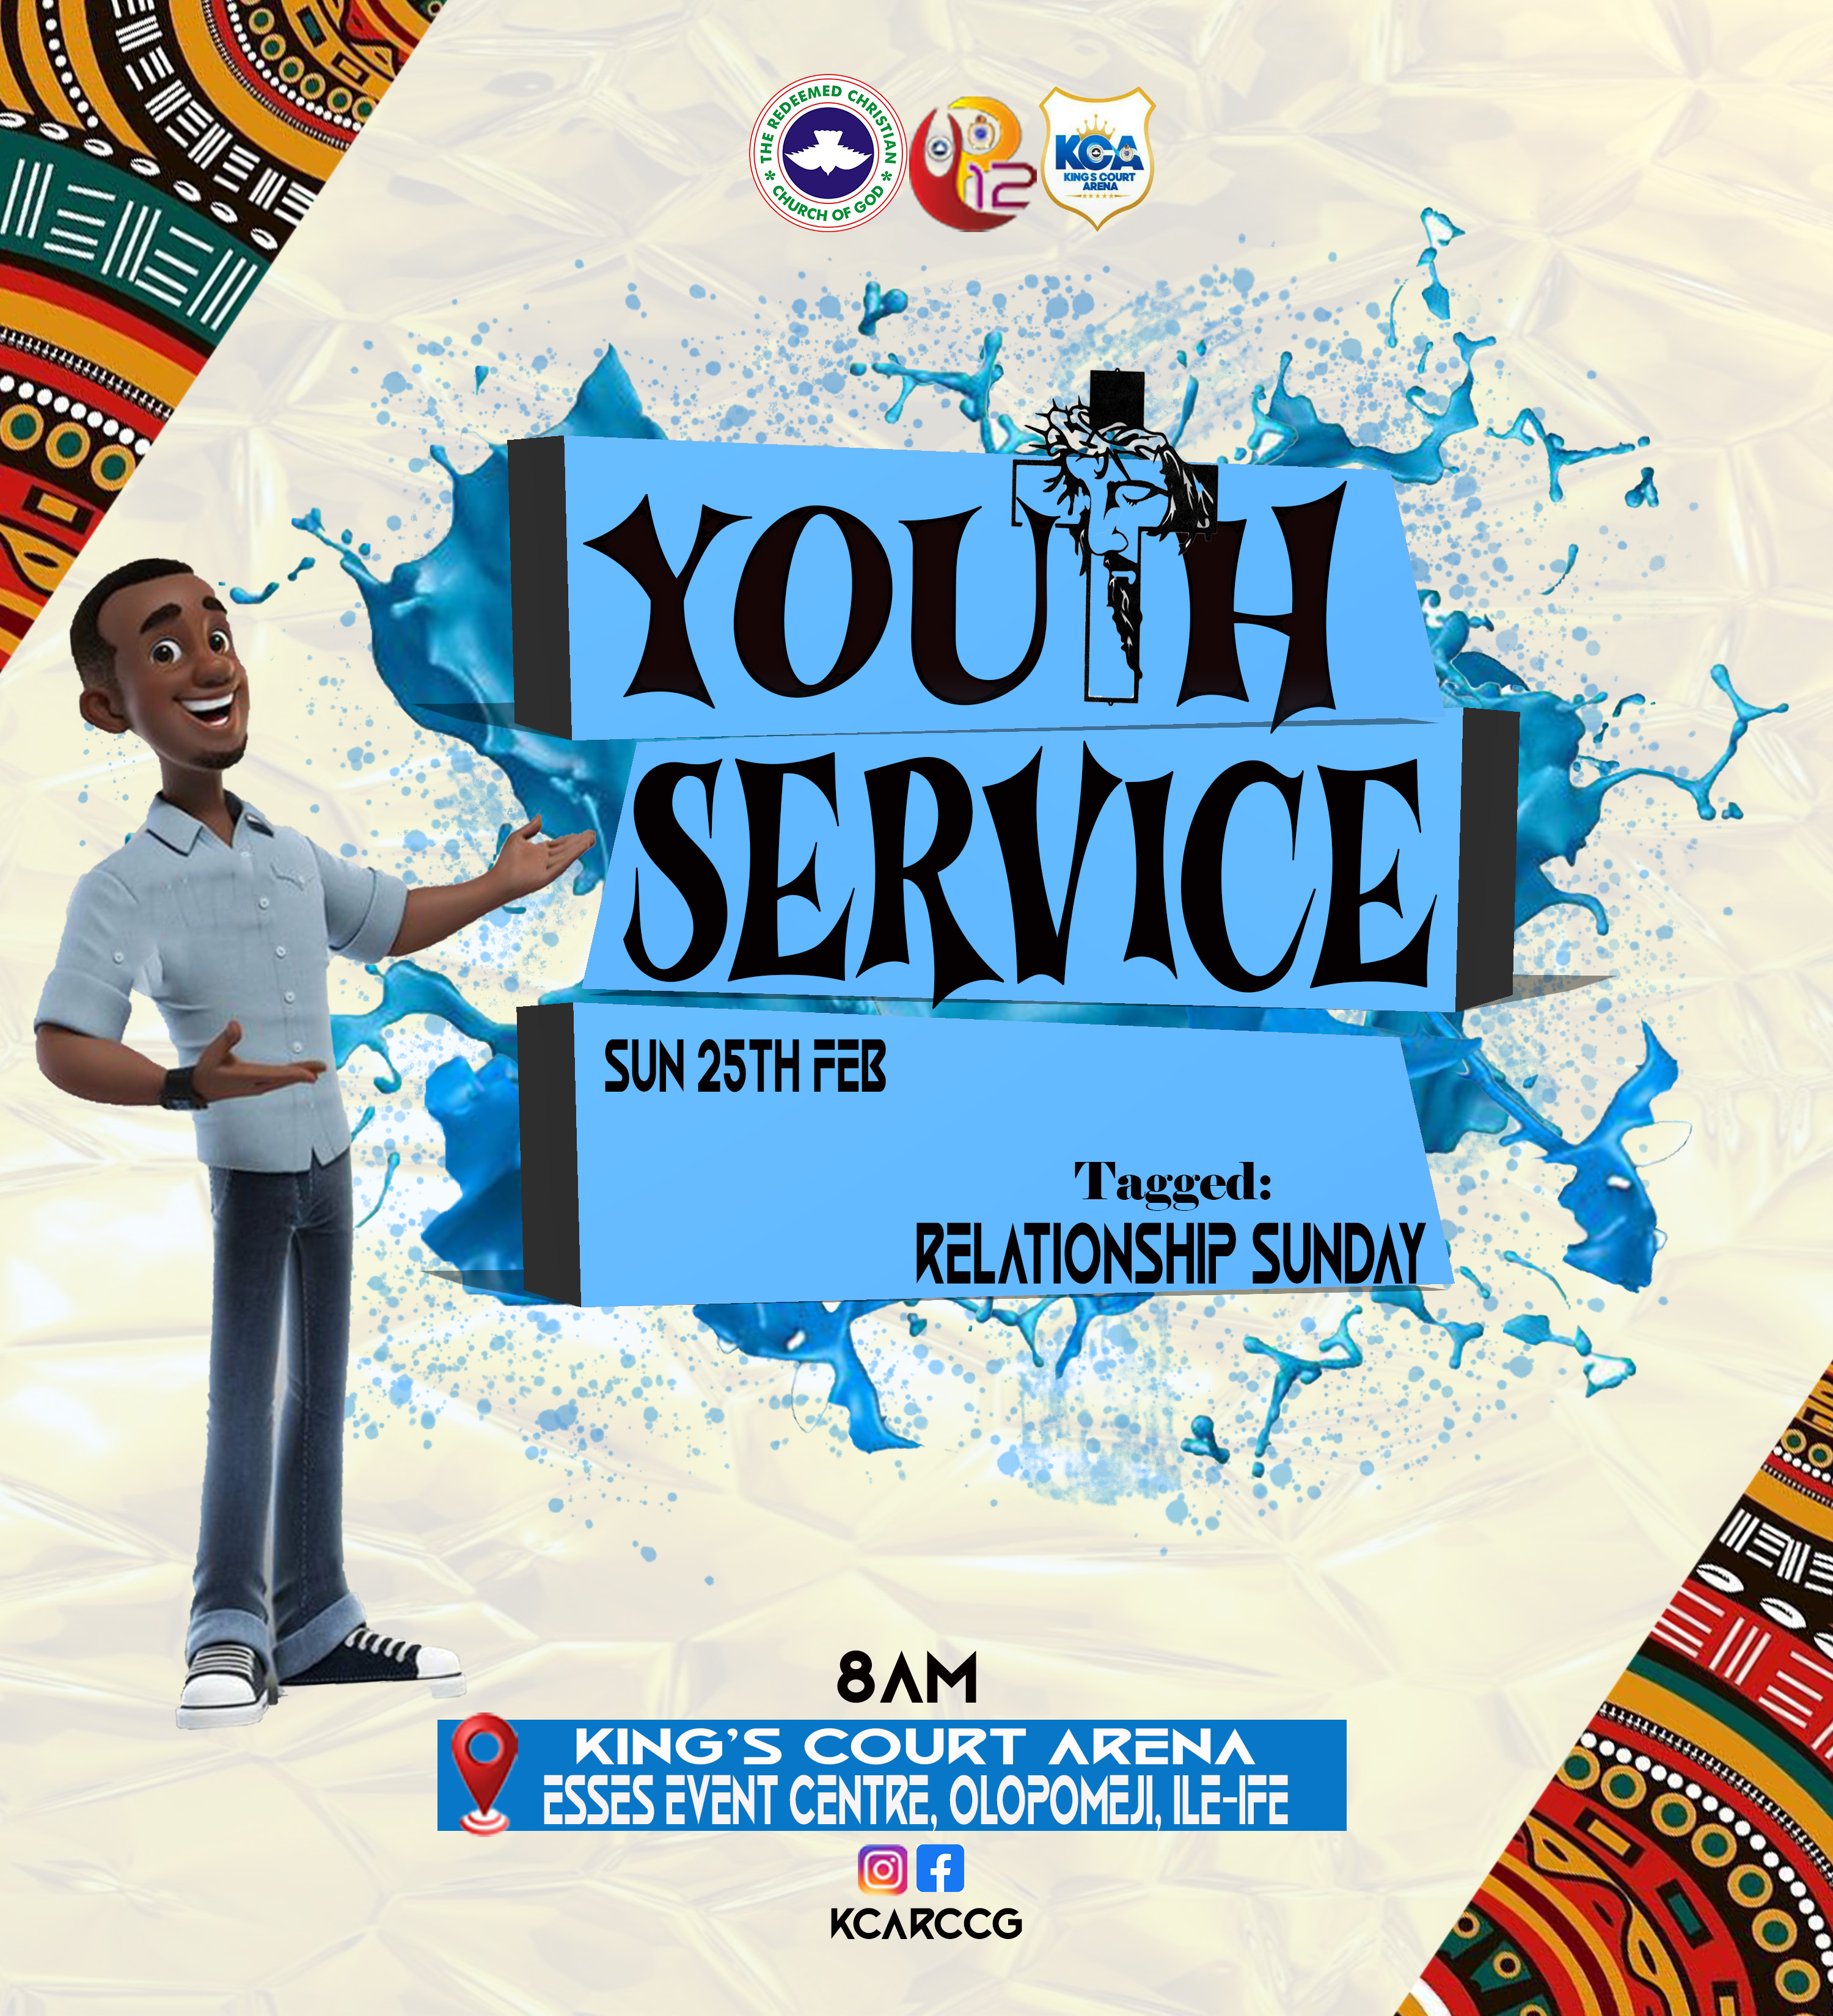 THE REDEEMED CHRISTIAN
CHURCH OF GOD
12
KCA
KING'S COURT
ARENA
YOUTH
SERVICE
SUN 25TH FEB
Tagged:
RELATIONSHIP SUNDAY
8AM
KING'S COURT ARENA
ESSES EVENT CENTRE, OLOPOMEJI, ILE-IFE
KCARCCG